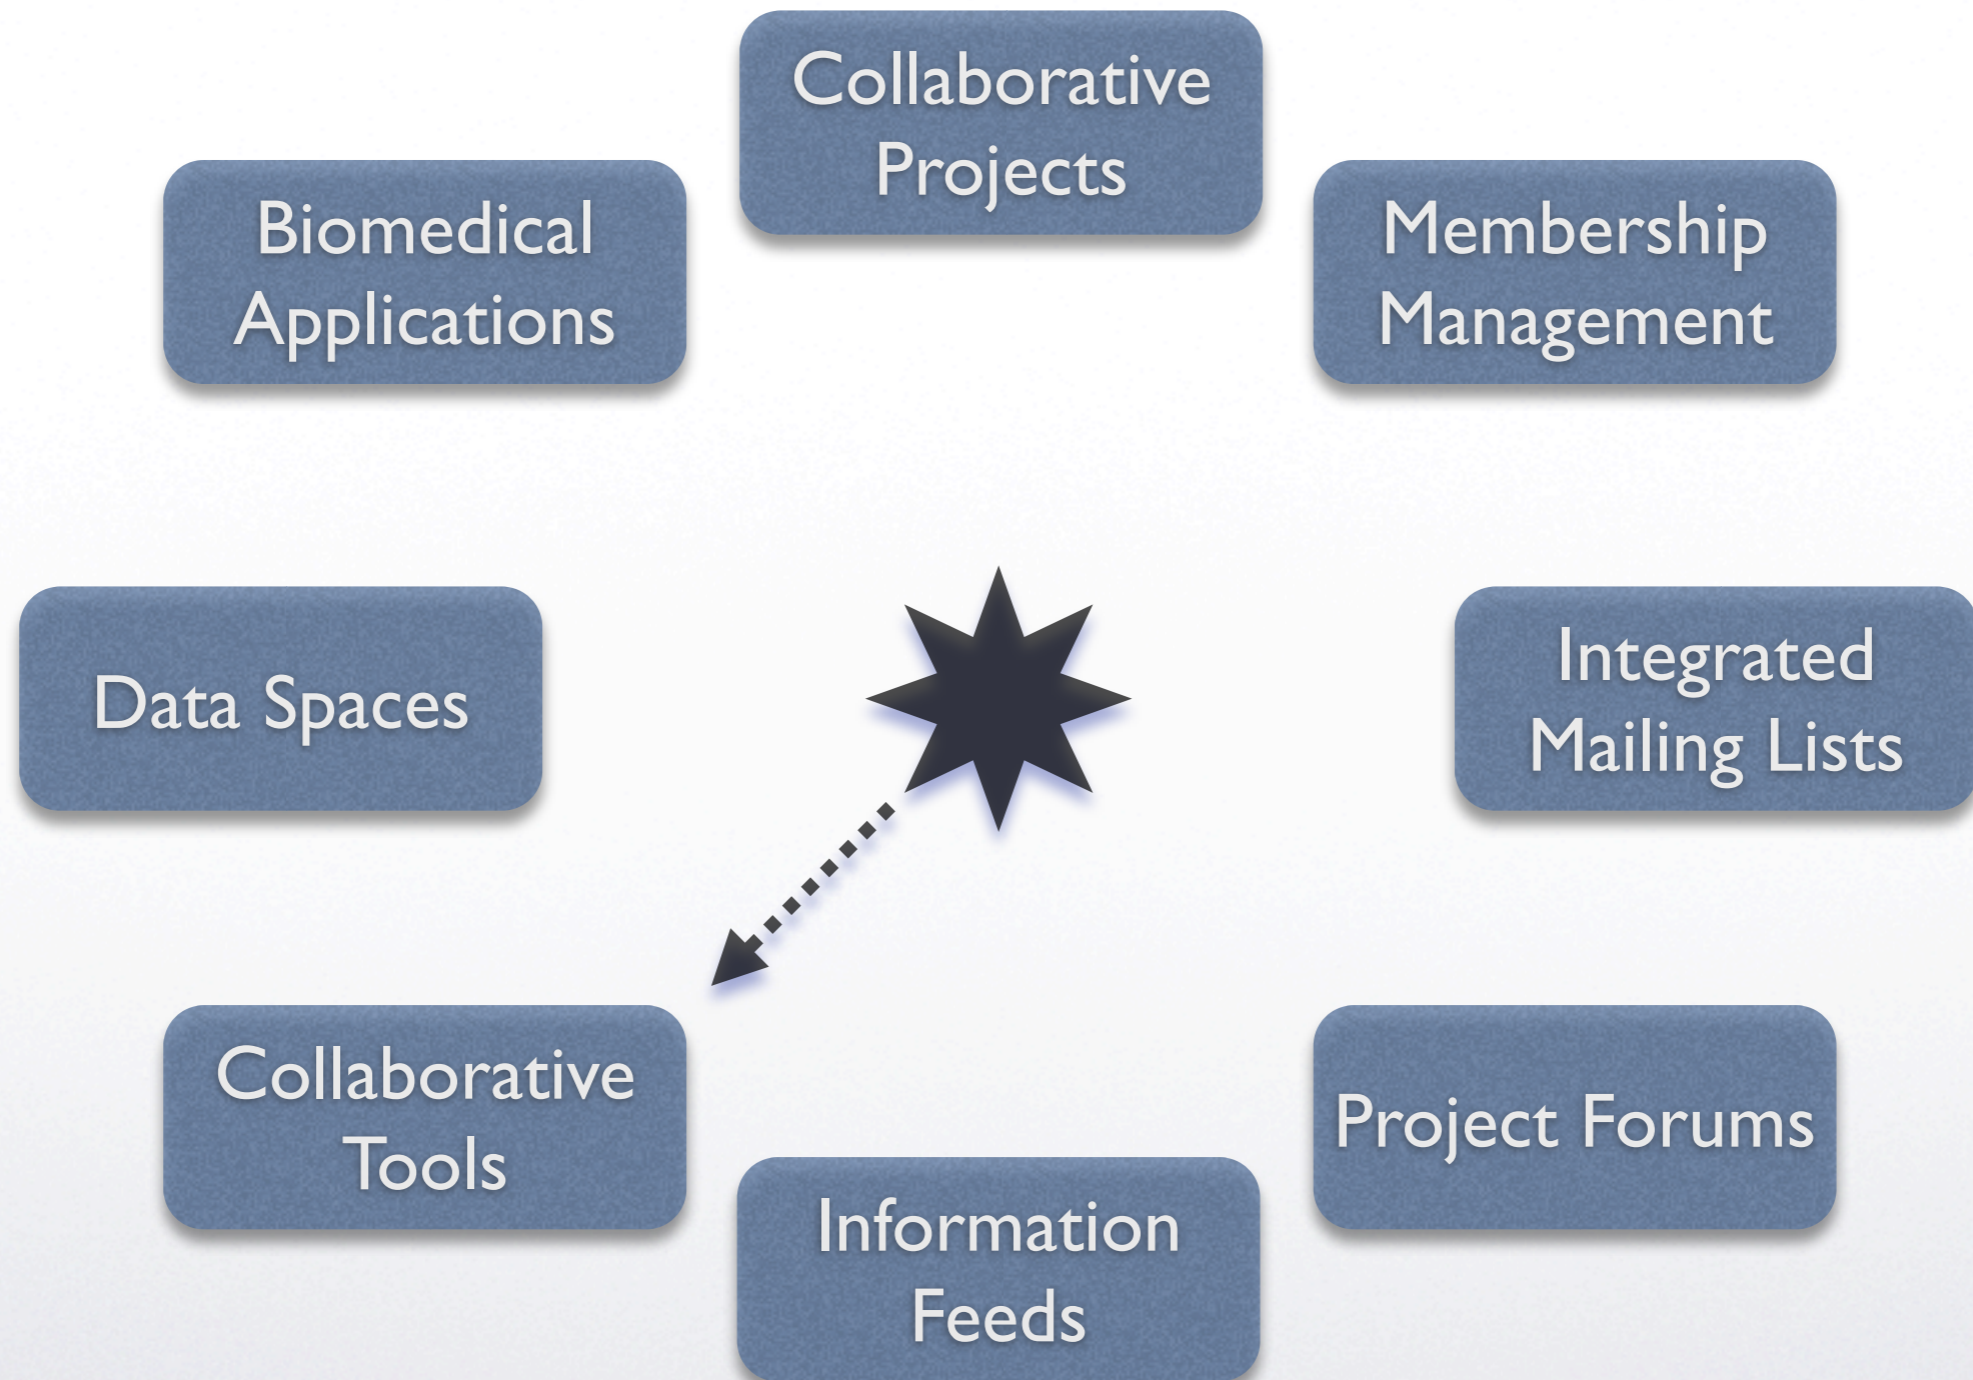 Collaborative
Projects
Biomedical
Applications
Membership
Management
Data Spaces
Integrated
Mailing Lists
Collaborative
Tools
Project Forums
Information
Feeds